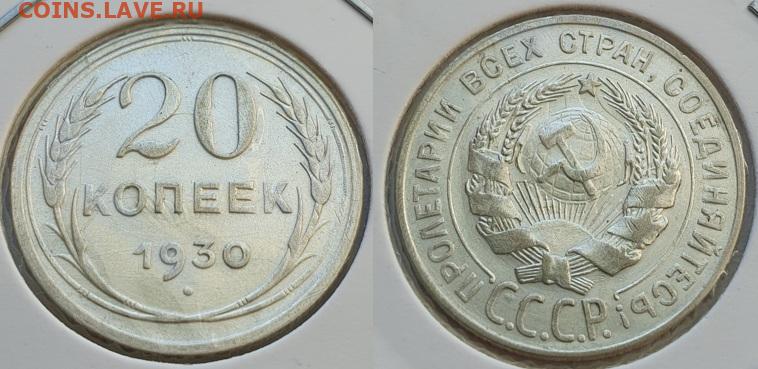 COINS.LAVE.RU
20
КОПЕЕК
1930
ПРОЛЕТАРИИ ВСЕХ СТРАН, СОЕДИНЯЙТЕСЬ!
С.С.С.Р.